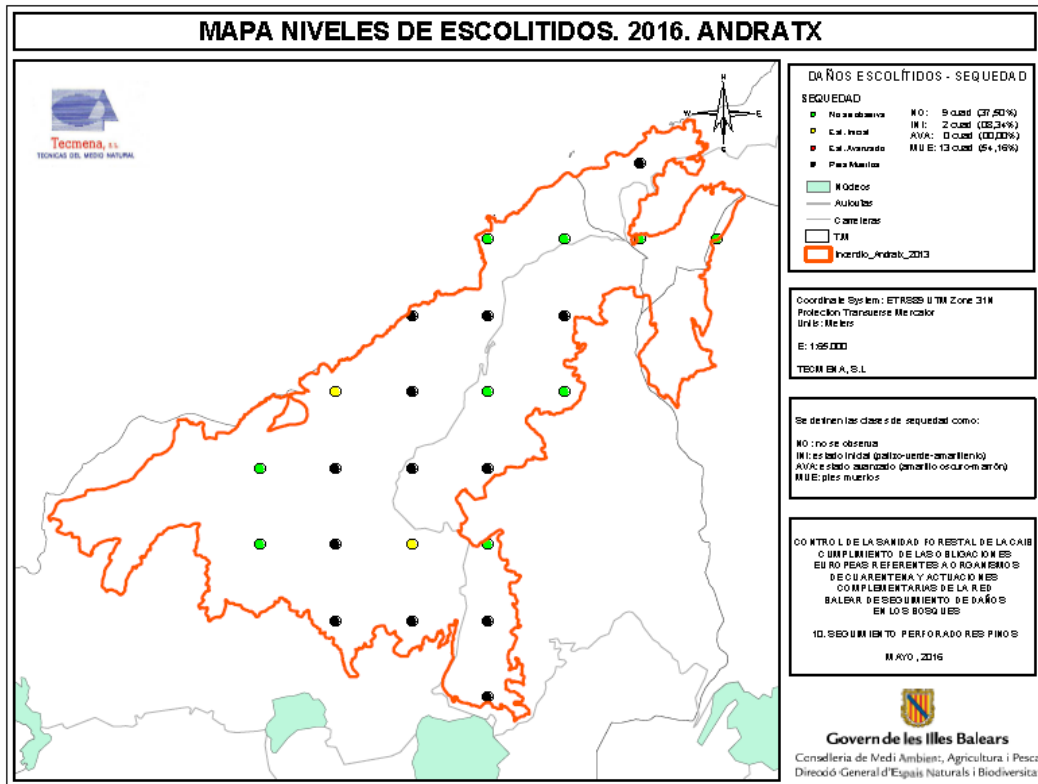 MAPA NIVELES DE ESCOLITIDOS. 2016. ANDRATX
Tecmena, S.L
TECNICAS DEL MEDIO NATURAL
N
W E
S
DAÑOS ESCOLÍTIDOS - SEQUEDAD
SEQUEDAD
No se observa NO: 9 cuad (37,50%)
Est. Inicial INI: 2 cuad (08,34%)
Est. Avanzado AVA: 0 cuad (00,00%)
Pies Muertos MUE: 13 cuad (54,16%)
Núcleos
Autovías
Carreteras
TM
Incendio_Andratx_2013
Coordinate System: ETRS89 UTM Zone 31N
Protection Transverse Mercator
Units: Meters
E: 1:65.000
TECMENA, S.L
Se definen las clases de sequedad como:
NO: no se observa
INI: estado inicial (pálizo-verde-amarillento)
AVA: estado avanzado (amarillo oscuro-marrón)
MUE: pies muertos
CONTROL DE LA SANIDAD FORESTAL DE LA CAIB
CUMPLIMIENTO DE LAS OBLIGACIONES
EUROPEAS REFERENTES A ORGANISMOS
DE CUARENTENA Y ACTUACIONES
COMPLEMENTARIAS DE LA RED
BALEAR DE SEGUIMIENTO DE DAÑOS
EN LOS BOSQUES
10. SEGUIMIENTO PERFORADORES PINOS
MAYO, 2016
Govern de les Illes Balears
Conselleria de Medi Ambient, Agricultura i Pesca
Direcció General d'Espais Naturals i Biodiversita